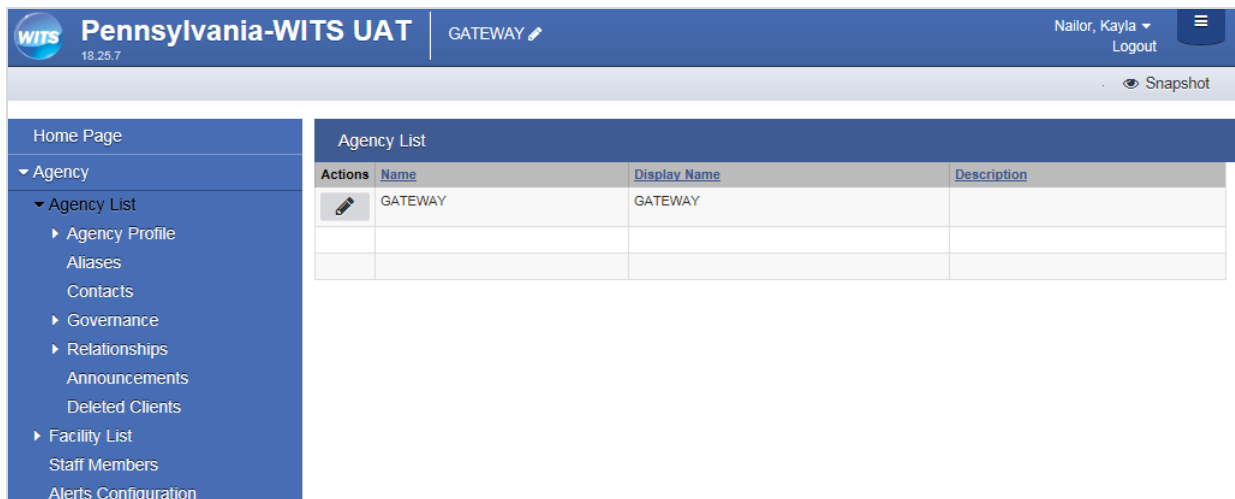 WITS
Pennsylvania-WITS UAT
18.25.7
GATEWAY
Nailor, Kayla
Logout
Snapshot
Home Page
Agency
Agency List
Agency Profile
Aliases
Contacts
Governance
Relationships
Announcements
Deleted Clients
Facility List
Staff Members
Alerts Configuration
Agency List
Actions Name Display Name Description
GATEWAY GATEWAY